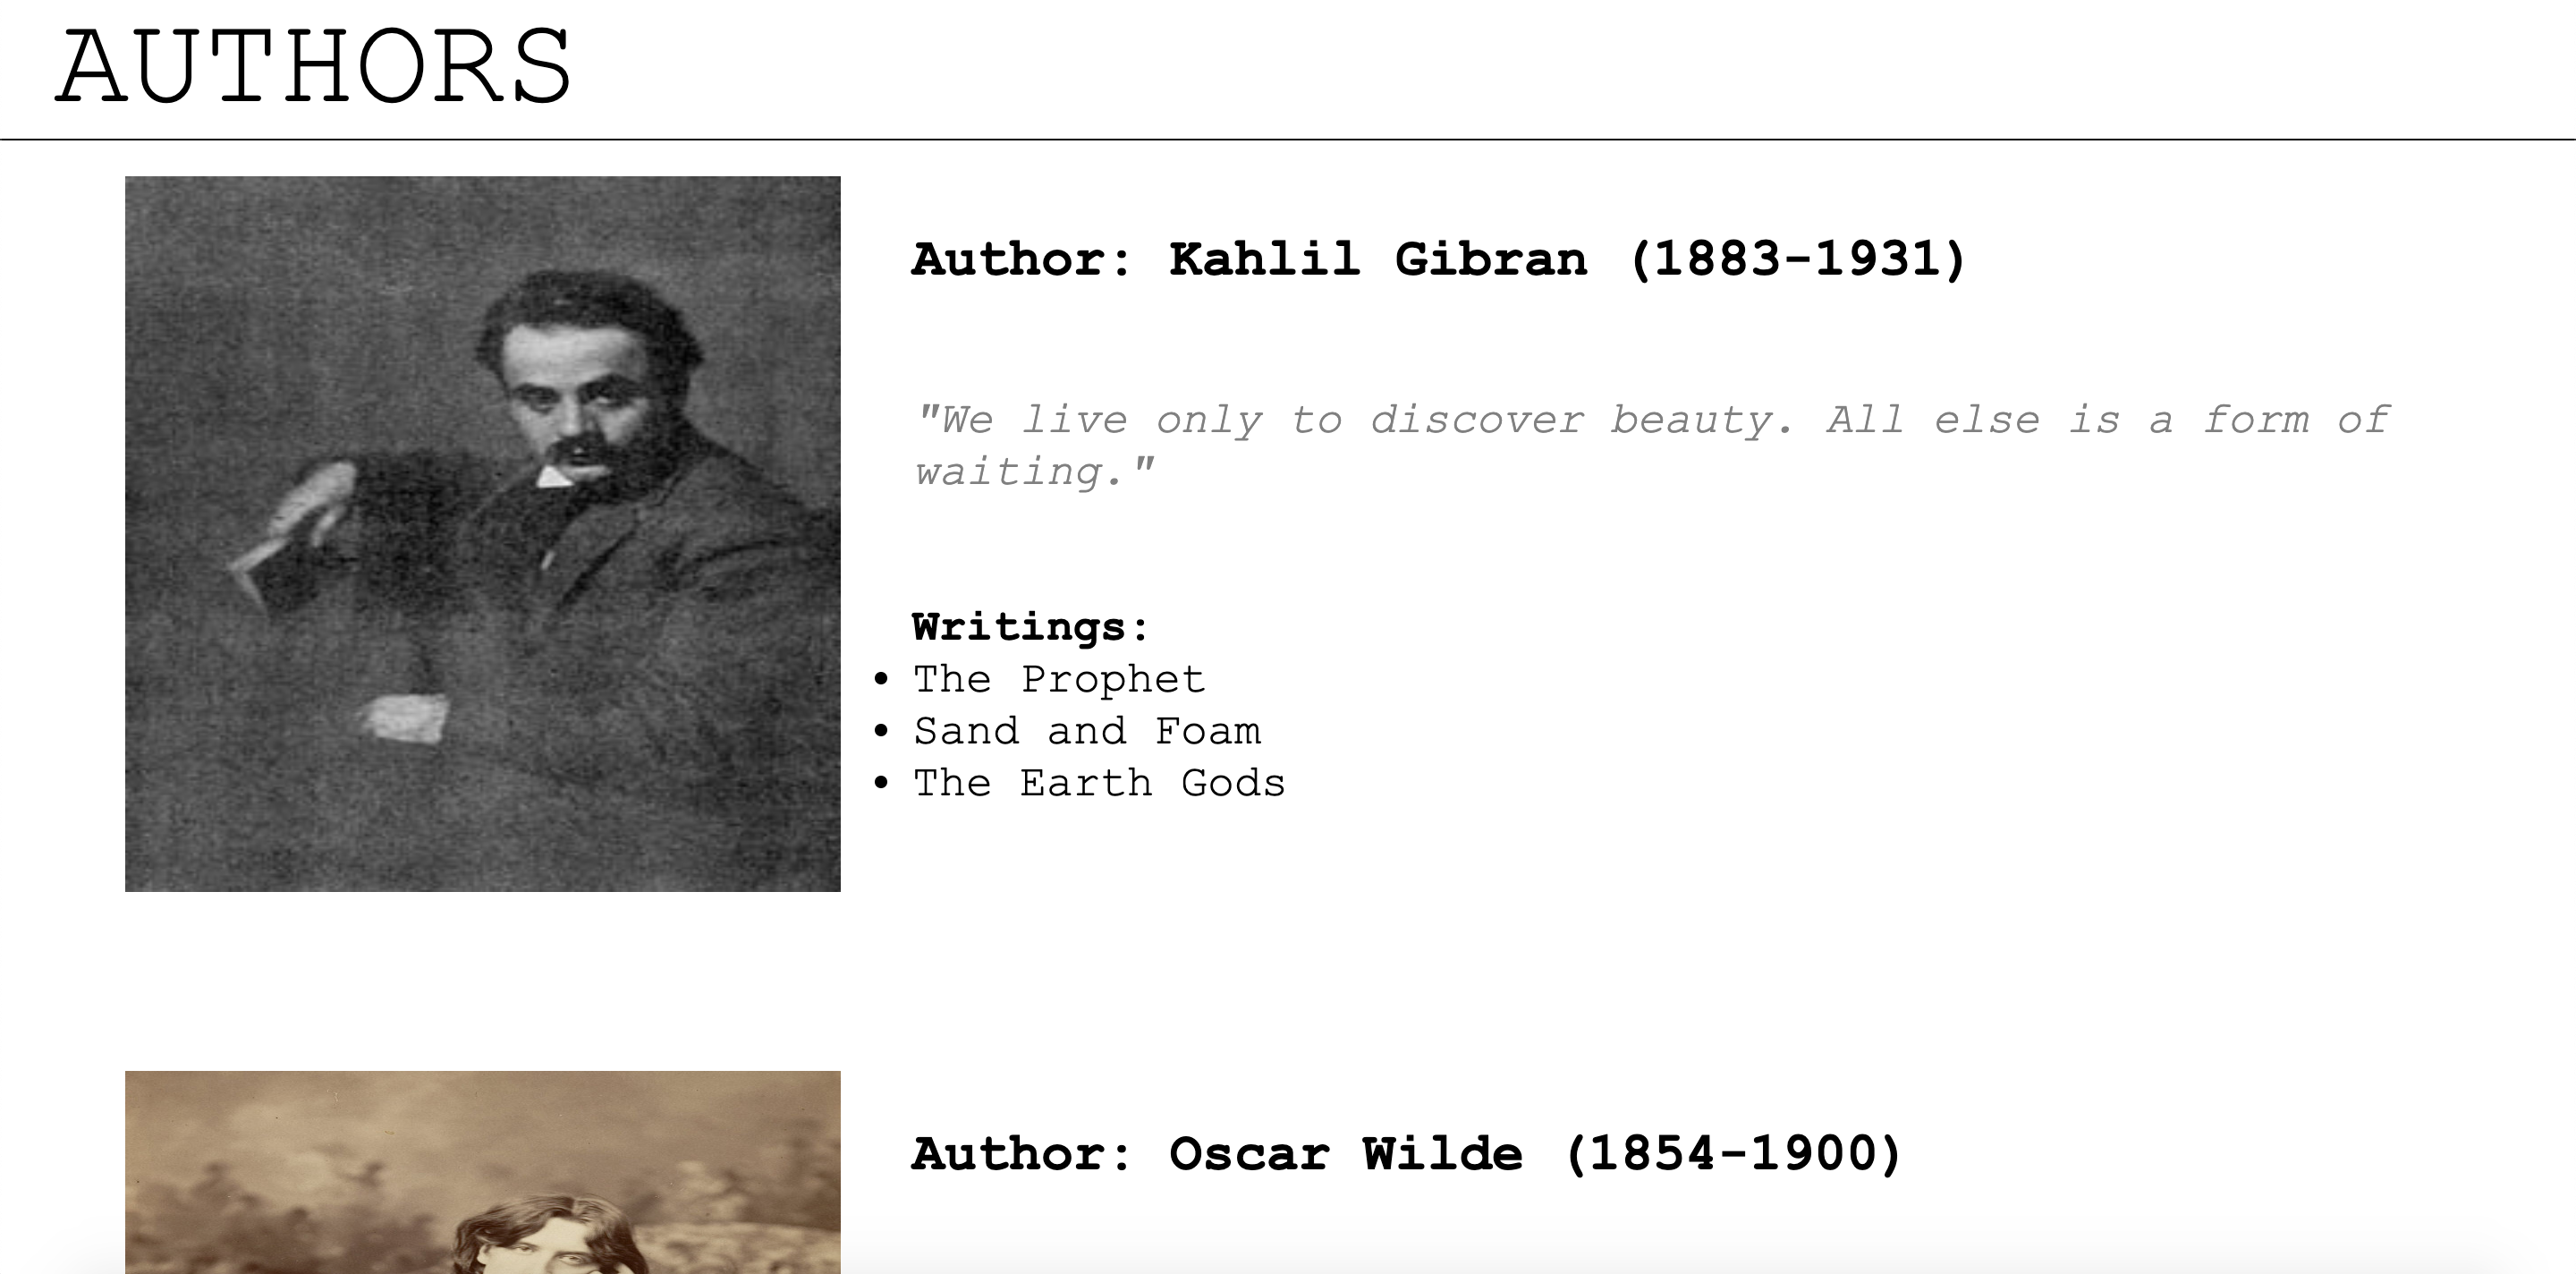 AUTHORS
Author: Kahlil Gibran (1883-1931)
"We live only to discover beauty. All else is a form of
waiting."
Writings:
• The Prophet
• Sand and Foam
• The Earth Gods
Author: Oscar Wilde (1854-1900)